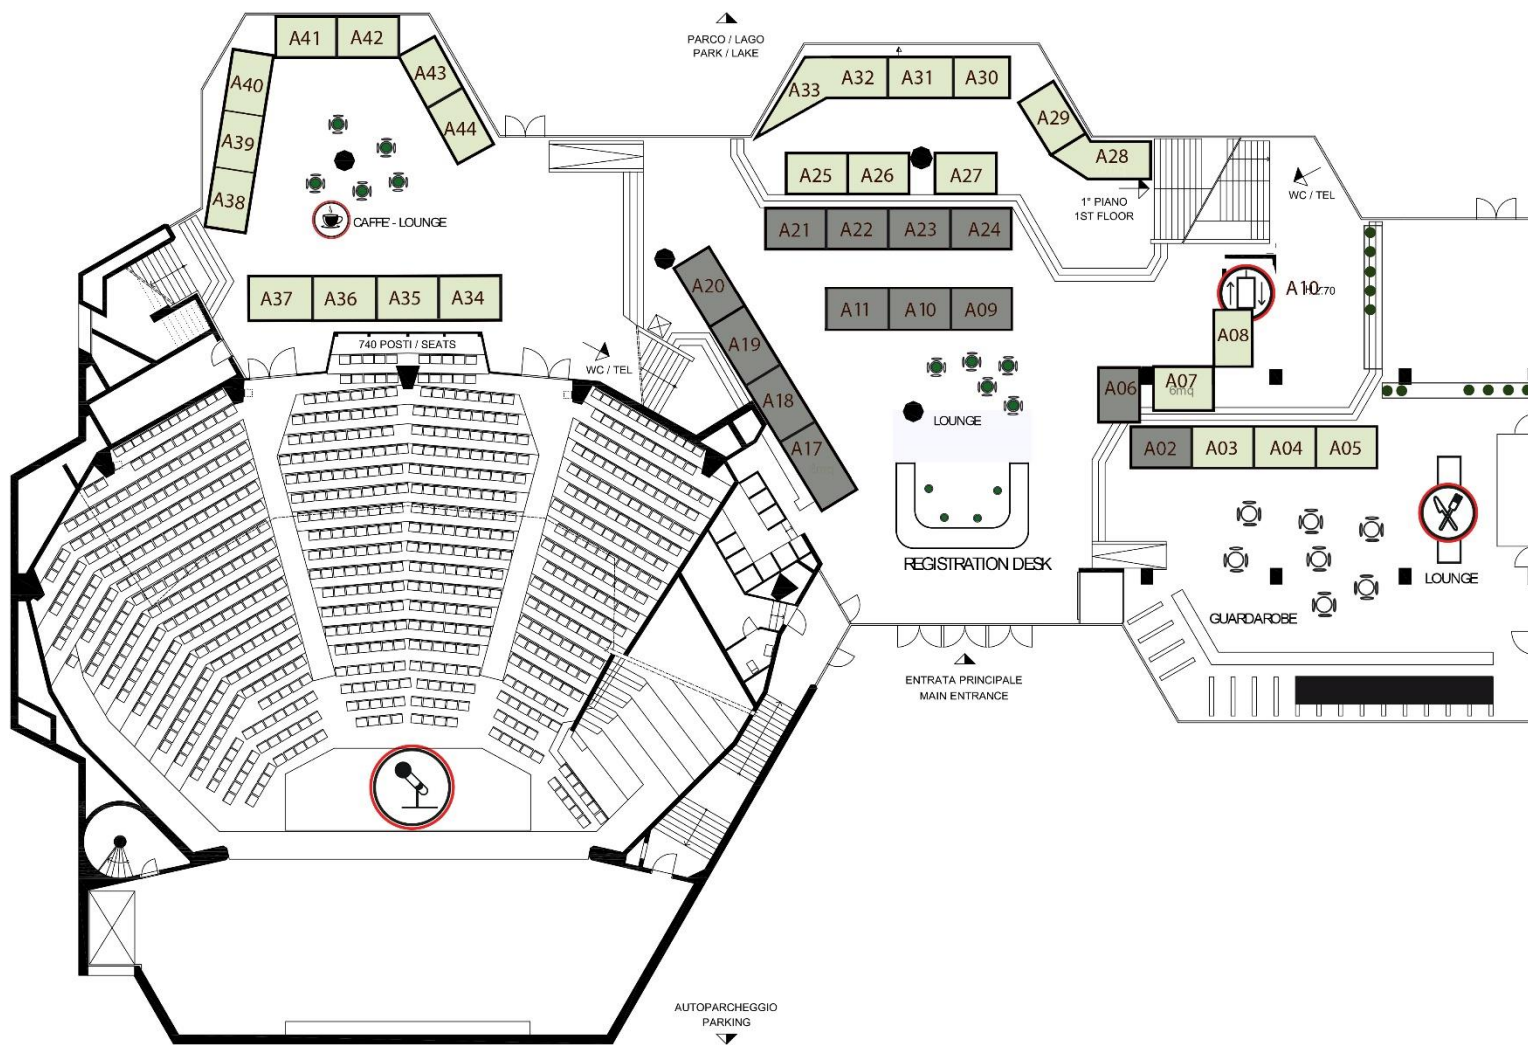 A41
A42
A43
A44
A40
A39
A38
CAFFE' - LOUNGE
A37
A36
A35
A34
740 POSTI / SEATS
WC / TEL
PARCO / LAGO
PARK / LAKE
A33
A32
A31
A30
A29
A28
A25
A26
A27
1° PIANO
1ST FLOOR
WC / TEL
A21
A22
A23
A24
A20
A19
A18
A17
6mq
A11
A10
A09
A10
A08
A07
6mq
A06
A02
A03
A04
A05
LOUNGE
REGISTRATION DESK
LOUNGE
GUARDAROBE
ENTRATA PRINCIPALE
MAIN ENTRANCE
AUTOPARCHEGGIO
PARKING